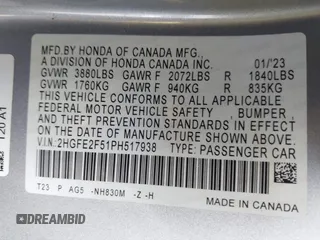 MFD.BY HONDA OF CANADA MFG.,
A DIVISION OF HONDA CANADA INC. 01/'23
GVWR 3880LBS GAWR F 2072LBS R 1840LBS
GVWR 1760KG GAWR F 940KG R 835KG
THIS VEHICLE CONFORMS TO ALL APPLICABLE
FEDERAL MOTOR VEHICLE SAFETY , BUMPER ,
AND THEFT PREVENTION STANDARDS IN EFFECT ON
THE DATE OF MANUFACTURE SHOWN ABOVE.
VIN:2HGFE2F51PH517938 TYPE:PASSENGER CAR
T23 P AG5 -NH830M -Z -H
MADE IN CANADA
120 A1
DREAMBID